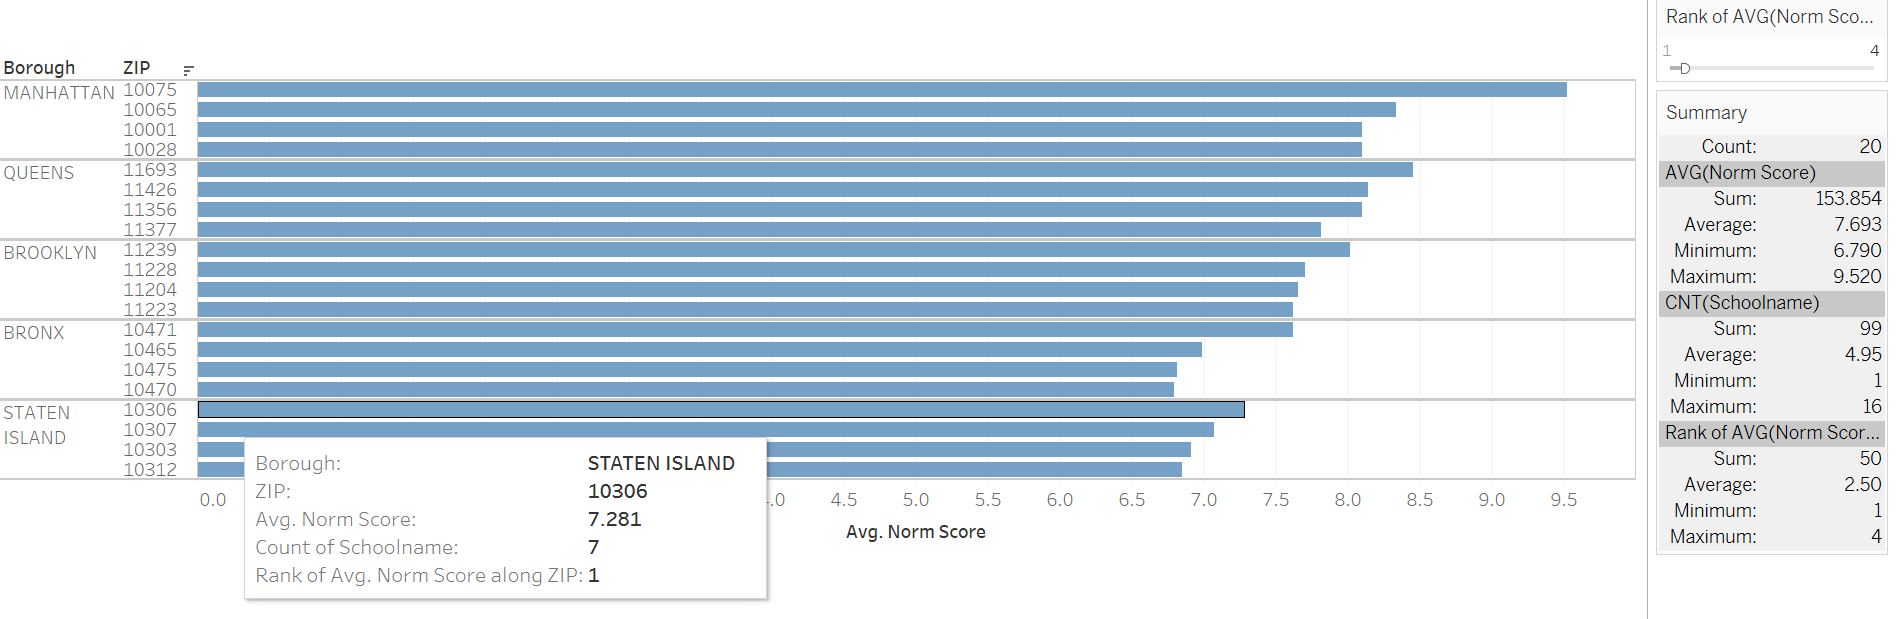 Borough ZIP
MANHATTAN 10075
10065
10001
10028
QUEENS 11693
11426
11356
11377
BROOKLYN 11239
11228
11204
11223
BRONX 10471
10465
10475
10470
STATEN ISLAND 10306
10307
10303
10312
Borough: STATEN ISLAND
ZIP: 10306
Avg. Norm Score: 7.281
Count of Schoolname: 7
Rank of Avg. Norm Score along ZIP: 1
0.0 .0 4.5 5.0 5.5 6.0 6.5 7.0 7.5 8.0 8.5 9.0 9.5
Avg. Norm Score
Rank of AVG(Norm Sco...
1 4
Summary
Count: 20
AVG(Norm Score)
Sum: 153.854
Average: 7.693
Minimum: 6.790
Maximum: 9.520
CNT(Schoolname)
Sum: 99
Average: 4.95
Minimum: 1
Maximum: 16
Rank of AVG(Norm Scor...
Sum: 50
Average: 2.50
Minimum: 1
Maximum: 4